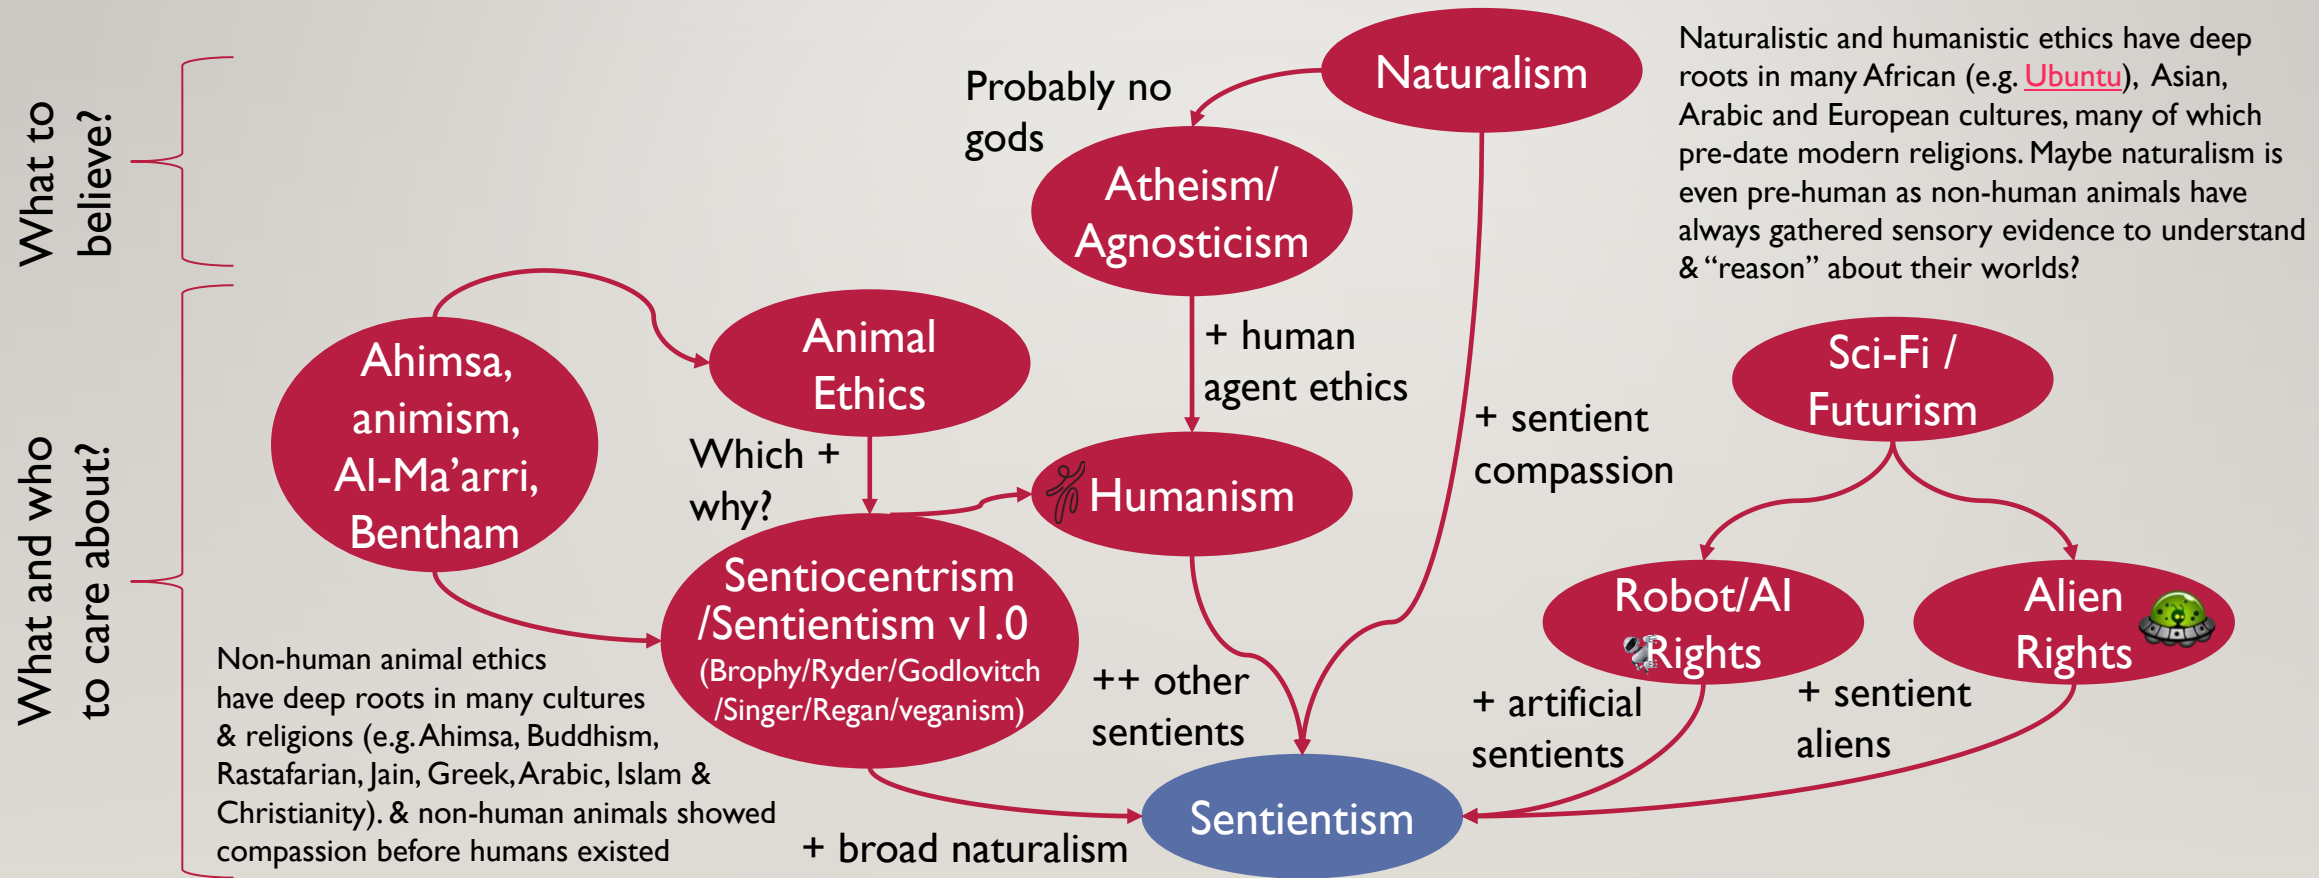 What to
believe?
What and who
to care about?
Probably no
gods
Naturalism
Naturalistic and humanistic ethics have deep
roots in many African (e.g. Ubuntu), Asian,
Arabic and European cultures, many of which
pre-date modern religions. Maybe naturalism is
even pre-human as non-human animals have
always gathered sensory evidence to understand
& “reason” about their worlds?
Atheism/
Agnosticism
Ahimsa,
animism,
Al-Ma’arri,
Bentham
Animal
Ethics
+ human
agent ethics
+ sentient
compassion
Sci-Fi /
Futurism
Which +
why?
Humanism
Sentiocentrism
/Sentientism v1.0
(Brophy/Ryder/Godlovitch
/Singer/Regan/veganism)
Robot/AI
Rights
Alien
Rights
Non-human animal ethics
have deep roots in many cultures
& religions (e.g. Ahimsa, Buddhism,
Rastafarian, Jain, Greek, Arabic, Islam &
Christianity). & non-human animals showed
compassion before humans existed
++ other
sentients
+ artificial
sentients
+ sentient
aliens
+ broad naturalism
Sentientism